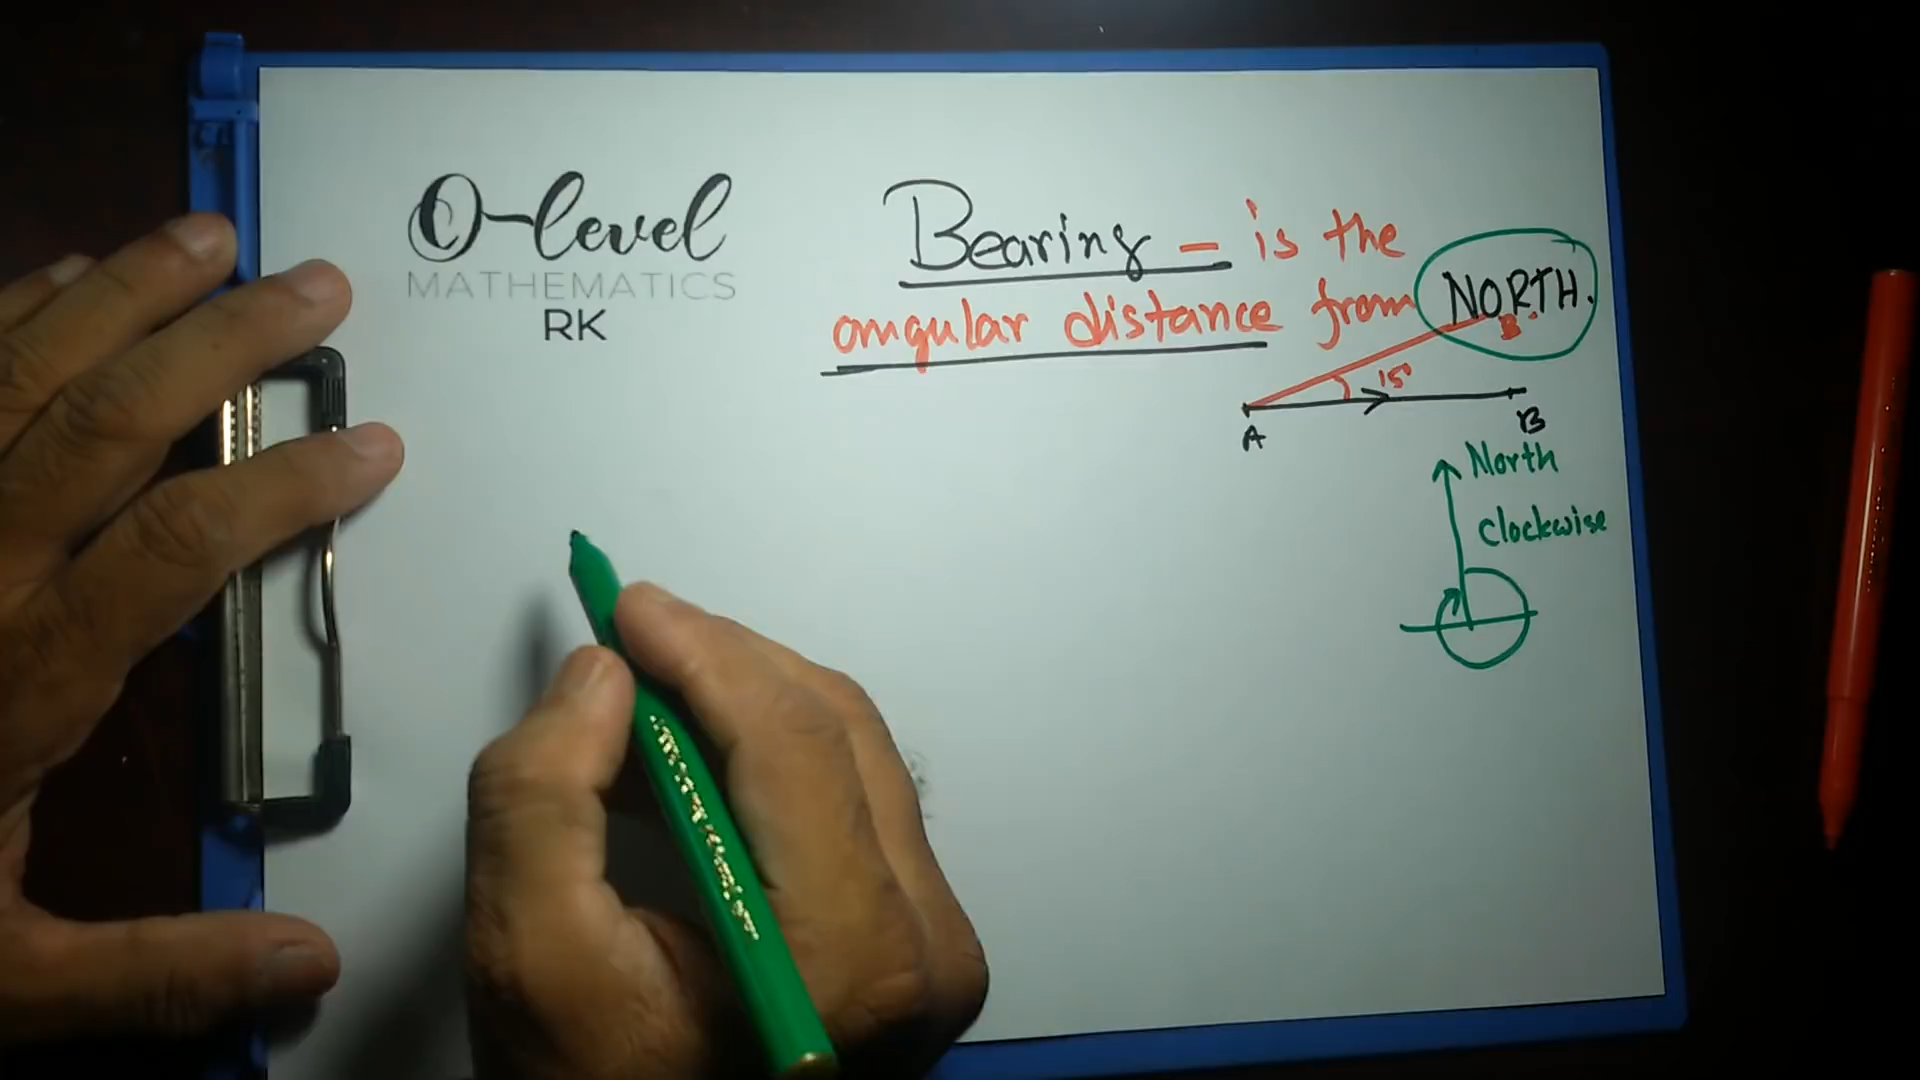 O-level
MATHEMATICS
RK
Bearing - is the
angular distance from NORTH.
B
15°
A
B
North
Clockwise